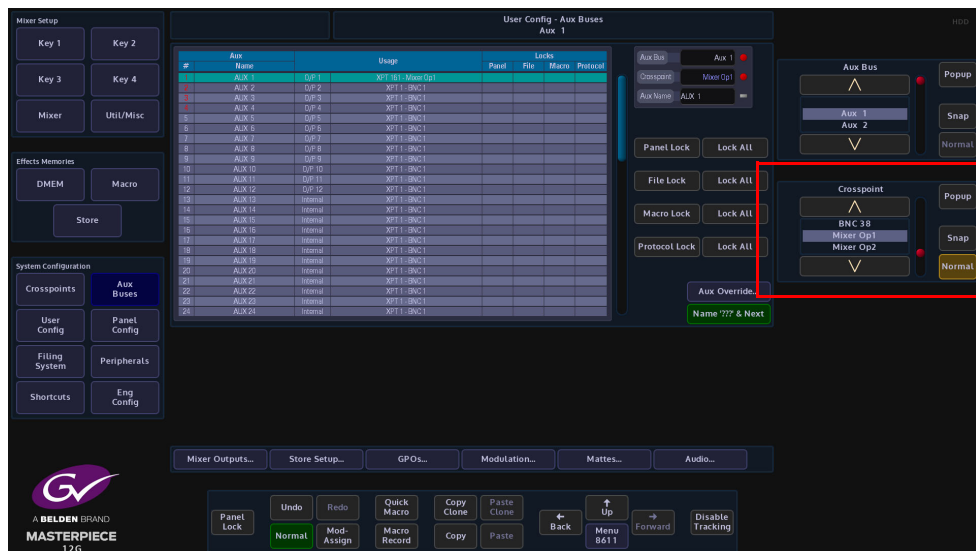 Mixer Setup
Key 1
Key 2
Key 3
Key 4
Mixer
Util/Misc
Effects Memories
DMEM
Macro
Store
System Configuration
Crosspoints
Aux
Buses
User
Config
Panel
Config
Filing
System
Peripherals
Shortcuts
Eng
Config
A BELDEN BRAND
MASTERPIECE
12G
User Config - Aux Buses
Aux 1
Aux Usage Locks
# Name Panel File Macro Protocol
1 AUX 1 O/P 1 XPT 181 - Mixer Op1
2 AUX 2 O/P 2 XPT 1 - BNC 1
3 AUX 3 O/P 3 XPT 1 - BNC 1
4 AUX 4 O/P 4 XPT 1 - BNC 1
5 AUX 5 O/P 5 XPT 1 - BNC 1
6 AUX 6 O/P 6 XPT 1 - BNC 1
7 AUX 7 O/P 7 XPT 1 - BNC 1
8 AUX 8 O/P 8 XPT 1 - BNC 1
9 AUX 9 O/P 9 XPT 1 - BNC 1
10 AUX 10 O/P 10 XPT 1 - BNC 1
11 AUX 11 O/P 11 XPT 1 - BNC 1
12 AUX 12 O/P 12 XPT 1 - BNC 1
13 AUX 13 Internal XPT 1 - BNC 1
14 AUX 14 Internal XPT 1 - BNC 1
15 AUX 15 Internal XPT 1 - BNC 1
16 AUX 16 Internal XPT 1 - BNC 1
17 AUX 17 Internal XPT 1 - BNC 1
18 AUX 18 Internal XPT 1 - BNC 1
19 AUX 19 Internal XPT 1 - BNC 1
20 AUX 20 Internal XPT 1 - BNC 1
21 AUX 21 Internal XPT 1 - BNC 1
22 AUX 22 Internal XPT 1 - BNC 1
23 AUX 23 Internal XPT 1 - BNC 1
24 AUX 24 Internal XPT 1 - BNC 1
Aux Bus Aux 1
Crosspoint Mixer Op1
Aux Name AUX 1
Panel Lock
Lock All
File Lock
Lock All
Macro Lock
Lock All
Protocol Lock
Lock All
Aux Override...
Name '???' & Next
HDD
Aux Bus
Aux 1
Aux 2
Popup
Snap
Normal
Crosspoint
BNC 38
Mixer Op1
Mixer Op2
Popup
Snap
Normal
Mixer Outputs...
Store Setup...
GPOs...
Modulation...
Mattes...
Audio...
Panel
Lock
Undo
Redo
Normal
Mod-
Assign
Quick
Macro
Macro
Record
Copy
Clone
Paste
Clone
Copy
Paste
← Back
↑ Up
Menu
8611
→ Forward
Disable
Tracking